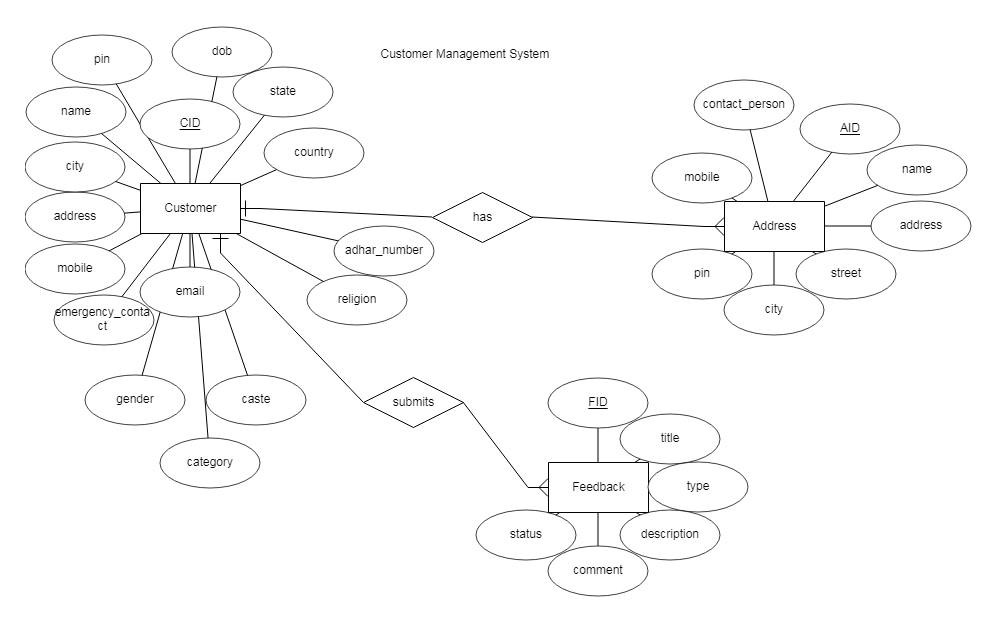 Customer Management System
pin
dob
state
name
CID
country
city
address
mobile
Customer
adhar_number
religion
email
emergency_conta
ct
gender
caste
category
has
submits
contact_person
AID
name
mobile
Address
address
pin
street
city
FID
title
type
Feedback
status
description
comment